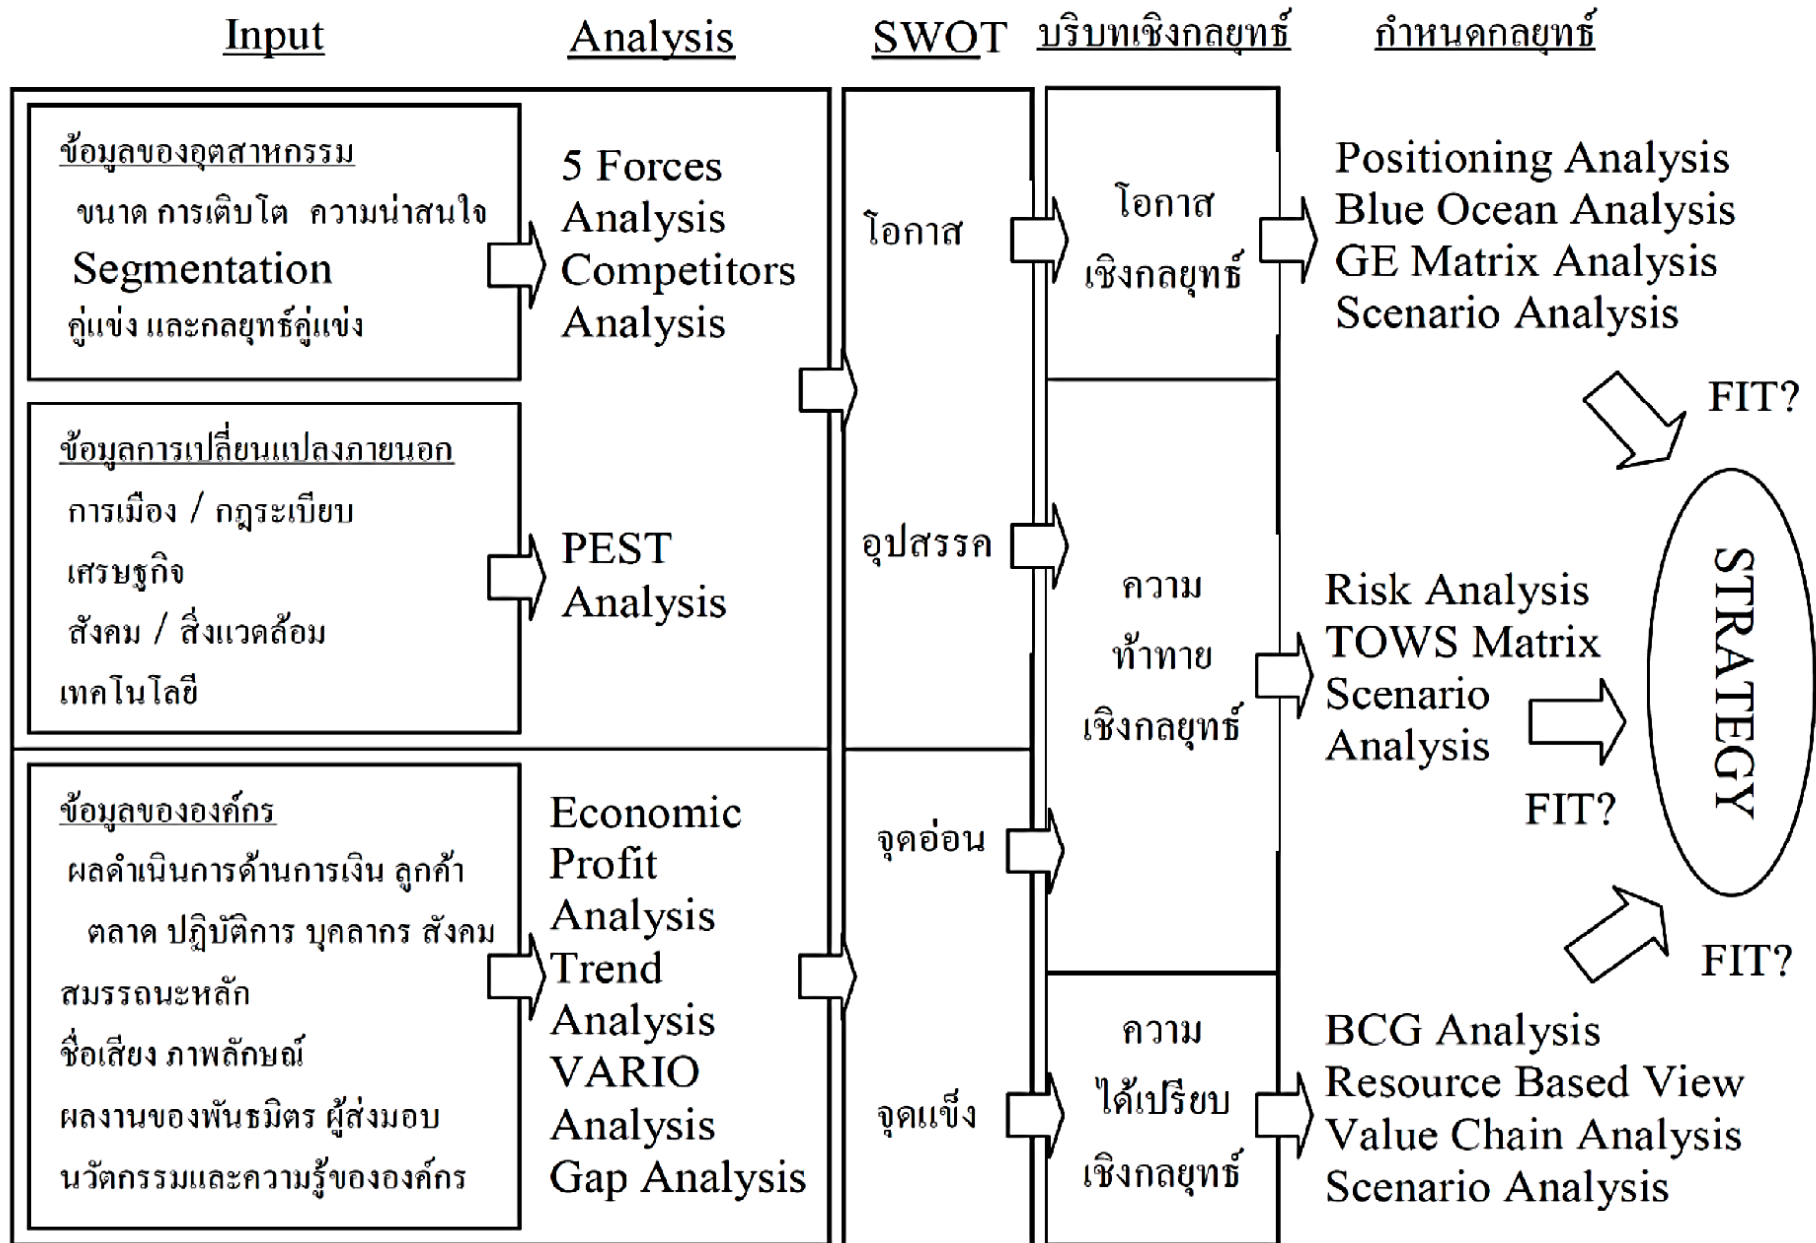 Input
Analysis
SWOT
บริบทเชิงกลยุทธ์
กำหนดกลยุทธ์
ข้อมูลของอุตสาหกรรม
ขนาด การเติบโต ความน่าสนใจ
Segmentation
คู่แข่ง และกลยุทธ์คู่แข่ง
5 Forces
Analysis
Competitors
Analysis
ข้อมูลการเปลี่ยนแปลงภายนอก
การเมือง / กฎระเบียบ
เศรษฐกิจ
สังคม / สิ่งแวดล้อม
เทคโนโลยี
PEST
Analysis
ข้อมูลขององค์กร
ผลดำเนินการด้านการเงิน ลูกค้า
ตลาด ปฏิบัติการ บุคลากร สังคม
สมรรถนะหลัก
ชื่อเสียง ภาพลักษณ์
ผลงานของพันธมิตร ผู้ส่งมอบ
นวัตกรรมและความรู้ขององค์กร
Economic
Profit
Analysis
Trend
Analysis
VARIO
Analysis
Gap Analysis
โอกาส
อุปสรรค
จุดอ่อน
จุดแข็ง
โอกาส
เชิงกลยุทธ์
ความ
ท้าทาย
เชิงกลยุทธ์
ความ
ได้เปรียบ
เชิงกลยุทธ์
Positioning Analysis
Blue Ocean Analysis
GE Matrix Analysis
Scenario Analysis
FIT?
Risk Analysis
TOWS Matrix
Scenario
Analysis
FIT?
BCG Analysis
Resource Based View
Value Chain Analysis
Scenario Analysis
FIT?
STRATEGY